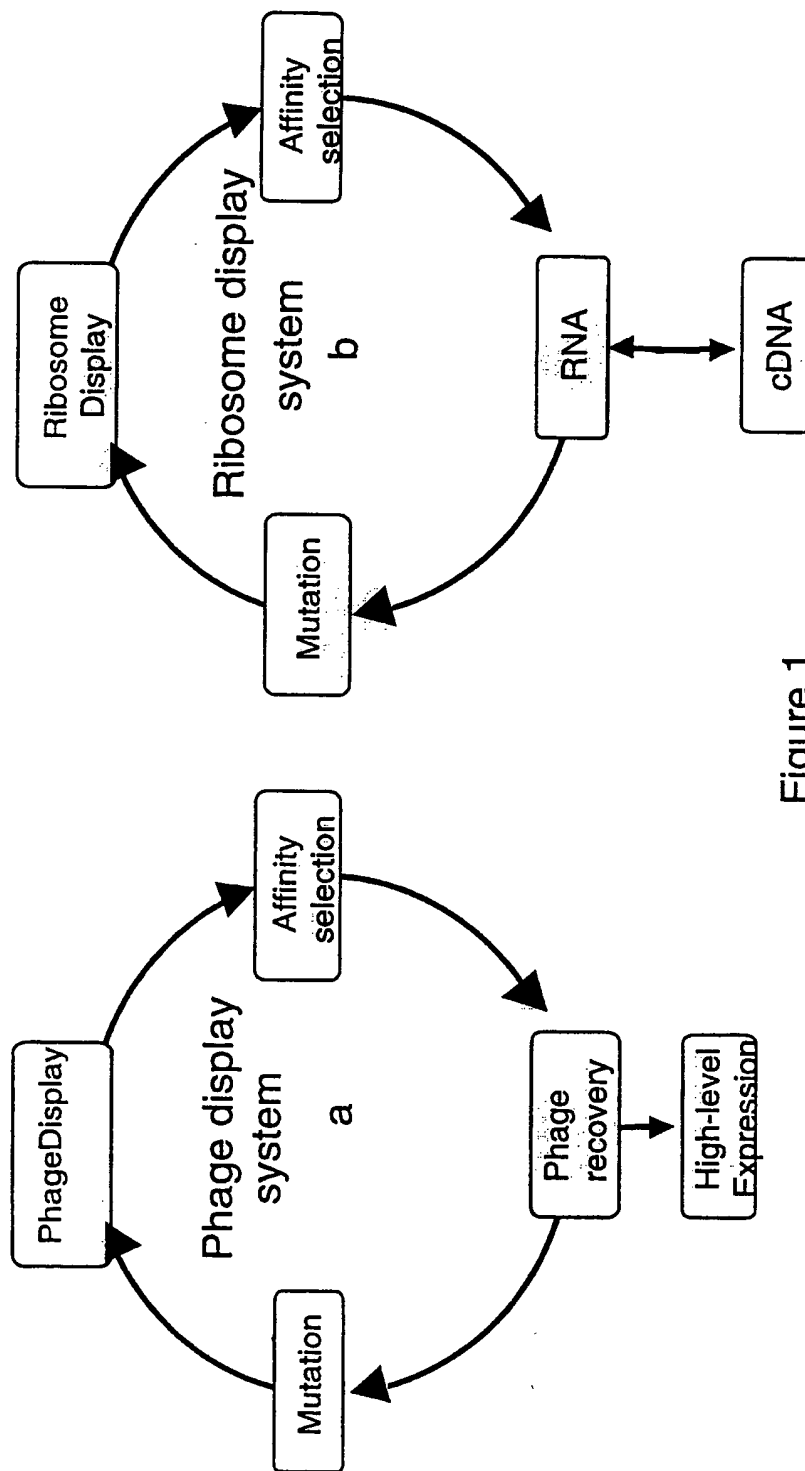 PhageDisplay
Affinity
selection
Phage display
system
a
Mutation
Phage
recovery
High-level
Expression
Ribosome
Display
Affinity
selection
Ribosome display
system
b
Mutation
RNA
cDNA
Figure 1